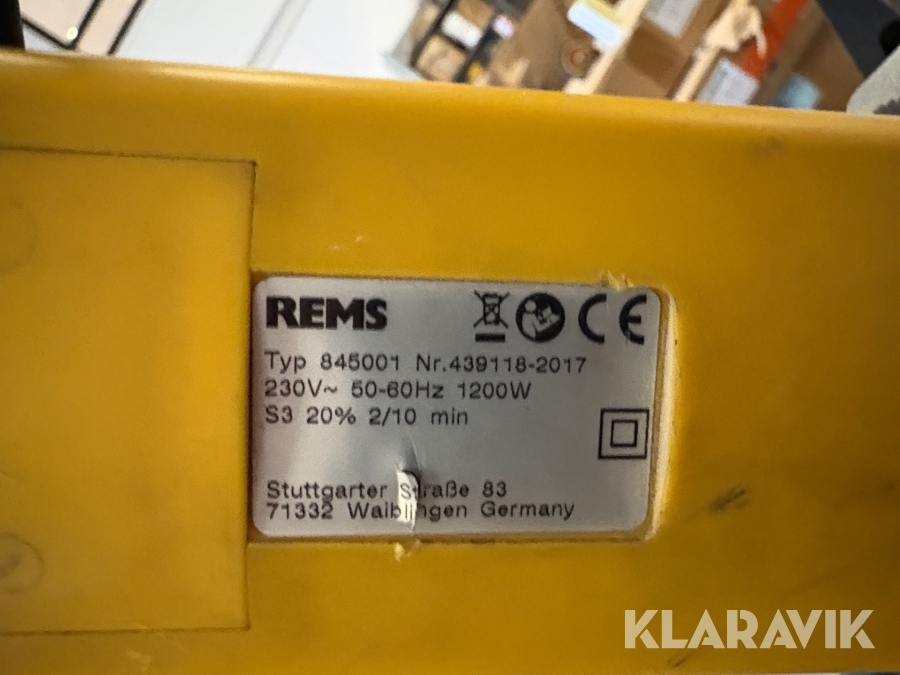 REMS
CE
Typ 845001 Nr.439118-2017
230V~ 50-60Hz 1200W
S3 20% 2/10 min
Stuttgarter Straße 83
71332 Waiblingen Germany
KLARAVIK